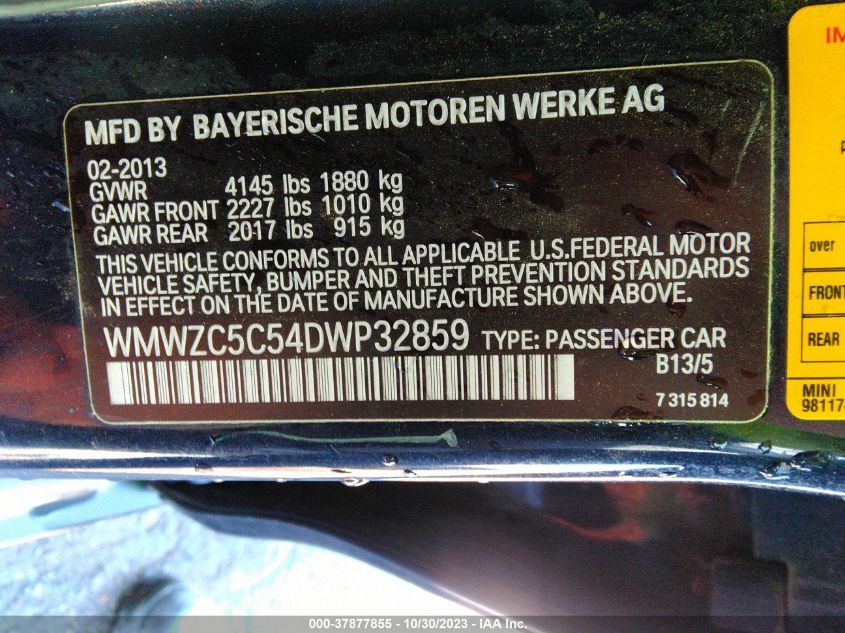 MFD BY BAYERISCHE MOTOREN WERKE AG
02-2013
GVWR 4145 lbs 1880 kg
GAWR FRONT 2227 lbs 1010 kg
GAWR REAR 2017 lbs 915 kg
THIS VEHICLE CONFORMS TO ALL APPLICABLE U.S.FEDERAL MOTOR
VEHICLE SAFETY, BUMPER AND THEFT PREVENTION STANDARDS
IN EFFECT ON THE DATE OF MANUFACTURE SHOWN ABOVE.
WMWZC5C54DWP32859 TYPE: PASSENGER CAR
B13/5
7 315 814
IM
over
FRONT
REAR
MINI
98117
000-37877855 - 10/30/2023 - IAA Inc.